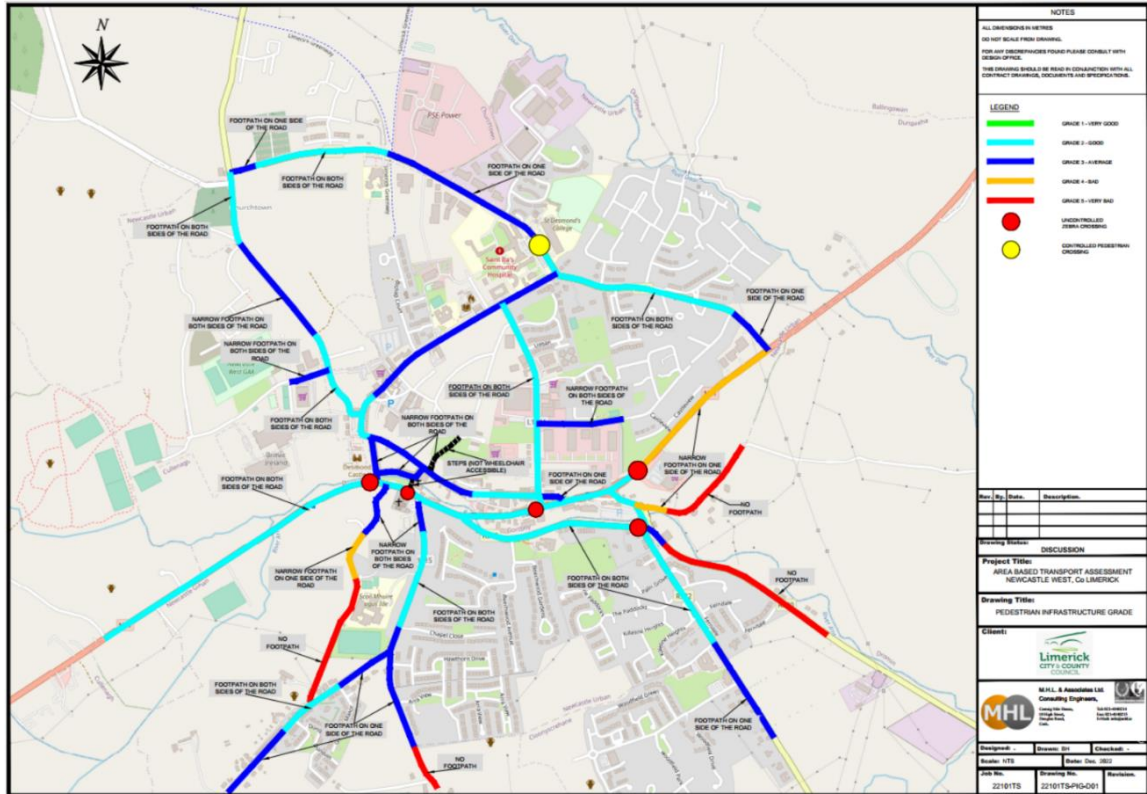 N
FOOTPATH ON ONE SIDE
OF THE ROAD
FOOTPATH ON BOTH
SIDES OF THE ROAD
FOOTPATH ON ONE
SIDE OF THE ROAD
FOOTPATH ON BOTH
SIDES OF THE ROAD
PSE Power
St Desmond's
College
Saint Ita's
Community
Hospital
FOOTPATH ON BOTH
SIDES OF THE ROAD
FOOTPATH ON ONE
SIDE OF THE ROAD
NARROW FOOTPATH ON
BOTH SIDES OF THE ROAD
NARROW FOOTPATH ON
BOTH SIDES OF THE
ROAD
FOOTPATH ON BOTH
SIDES OF THE ROAD
FOOTPATH ON BOTH
SIDES OF THE ROAD
NARROW FOOTPATH
ON BOTH SIDES OF
THE ROAD
NARROW FOOTPATH ON
BOTH SIDES OF THE
ROAD
Desmond
Castle
STEPS (NOT WHEELCHAIR
ACCESSIBLE)
FOOTPATH ON ONE
SIDE OF THE ROAD
NARROW
FOOTPATH ON ONE
SIDE OF THE ROAD
FOOTPATH ON BOTH
SIDES OF THE ROAD
NO
FOOTPATH
NARROW
FOOTPATH ON
BOTH SIDES
OF THE ROAD
NARROW FOOTPATH
ON ONE SIDE OF THE
ROAD
FOOTPATH ON BOTH
SIDES OF THE ROAD
FOOTPATH ON BOTH
SIDES OF THE ROAD
NO
FOOTPATH
The Paddocks
Killeline Heights
Chapel Close
Hawthorn Drive
NO
FOOTPATH
FOOTPATH ON BOTH
SIDES OF THE ROAD
FOOTPATH ON ONE
SIDE OF THE ROAD
FOOTPATH ON ONE
SIDE OF THE ROAD
NO
FOOTPATH
Newcastle Urban
NOTES
ALL DIMENSIONS IN METRES
DO NOT SCALE FROM DRAWING.
FOR ANY DISCREPANCIES FOUND PLEASE CONSULT WITH
DESIGN OFFICE.
THIS DRAWING SHOULD BE READ IN CONJUNCTION WITH ALL
CONTRACT DRAWINGS, DOCUMENTS AND SPECIFICATIONS.
LEGEND
GRADE 1 - VERY GOOD
GRADE 2 - GOOD
GRADE 3 - AVERAGE
GRADE 4 - BAD
GRADE 5 - VERY BAD
UNCONTROLLED
ZEBRA CROSSING
CONTROLLED PEDESTRIAN
CROSSING
Rev. By. Date. Description.
Drawing Status:
DISCUSSION
Project Title:
AREA BASED TRANSPORT ASSESSMENT
NEWCASTLE WEST, Co LIMERICK
Drawing Title:
PEDESTRIAN INFRASTRUCTURE GRADE
Client:
Limerick
CITY & COUNTY
COUNCIL
MHL
M.H.L. & Associates Ltd.
Consulting Engineers,
Designed: - Drawn: EH Checked: -
Scale: NTS Date: Dec. 2022
Job No. Drawing No. Revision.
22101TS 22101TS-PIG-D01